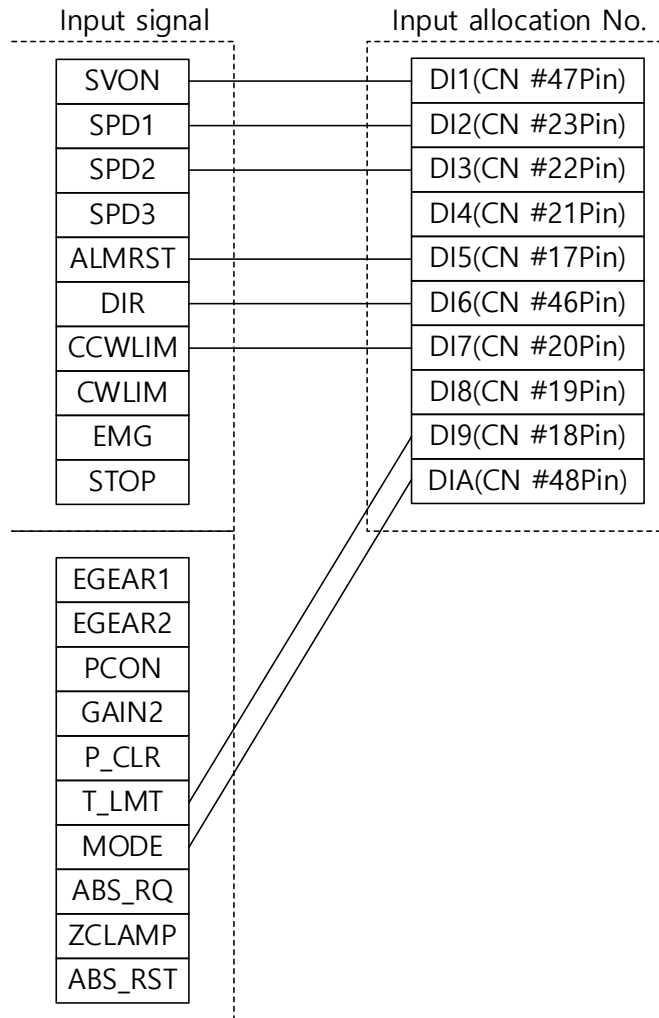 Input signal
Input allocation No.
SVON
DI1(CN #47Pin)
SPD1
DI2(CN #23Pin)
SPD2
DI3(CN #22Pin)
SPD3
DI4(CN #21Pin)
ALMRST
DI5(CN #17Pin)
DIR
DI6(CN #46Pin)
CCWLIM
DI7(CN #20Pin)
CWLIM
DI8(CN #19Pin)
EMG
DI9(CN #18Pin)
STOP
DIA(CN #48Pin)
EGEAR1
EGEAR2
PCON
GAIN2
P_CLR
T_LMT
MODE
ABS_RQ
ZCLAMP
ABS_RST